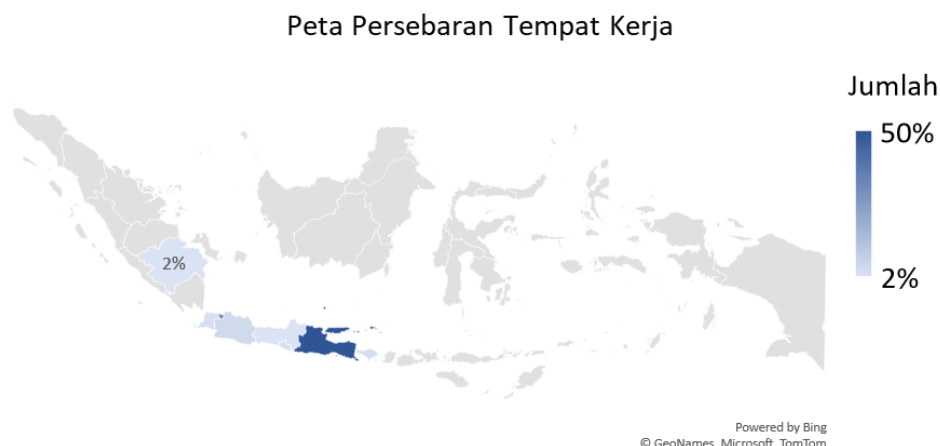 Peta Persebaran Tempat Kerja
Jumlah
50%
2%
2%
Powered by Bing
© GeoNames, Microsoft, TomTom